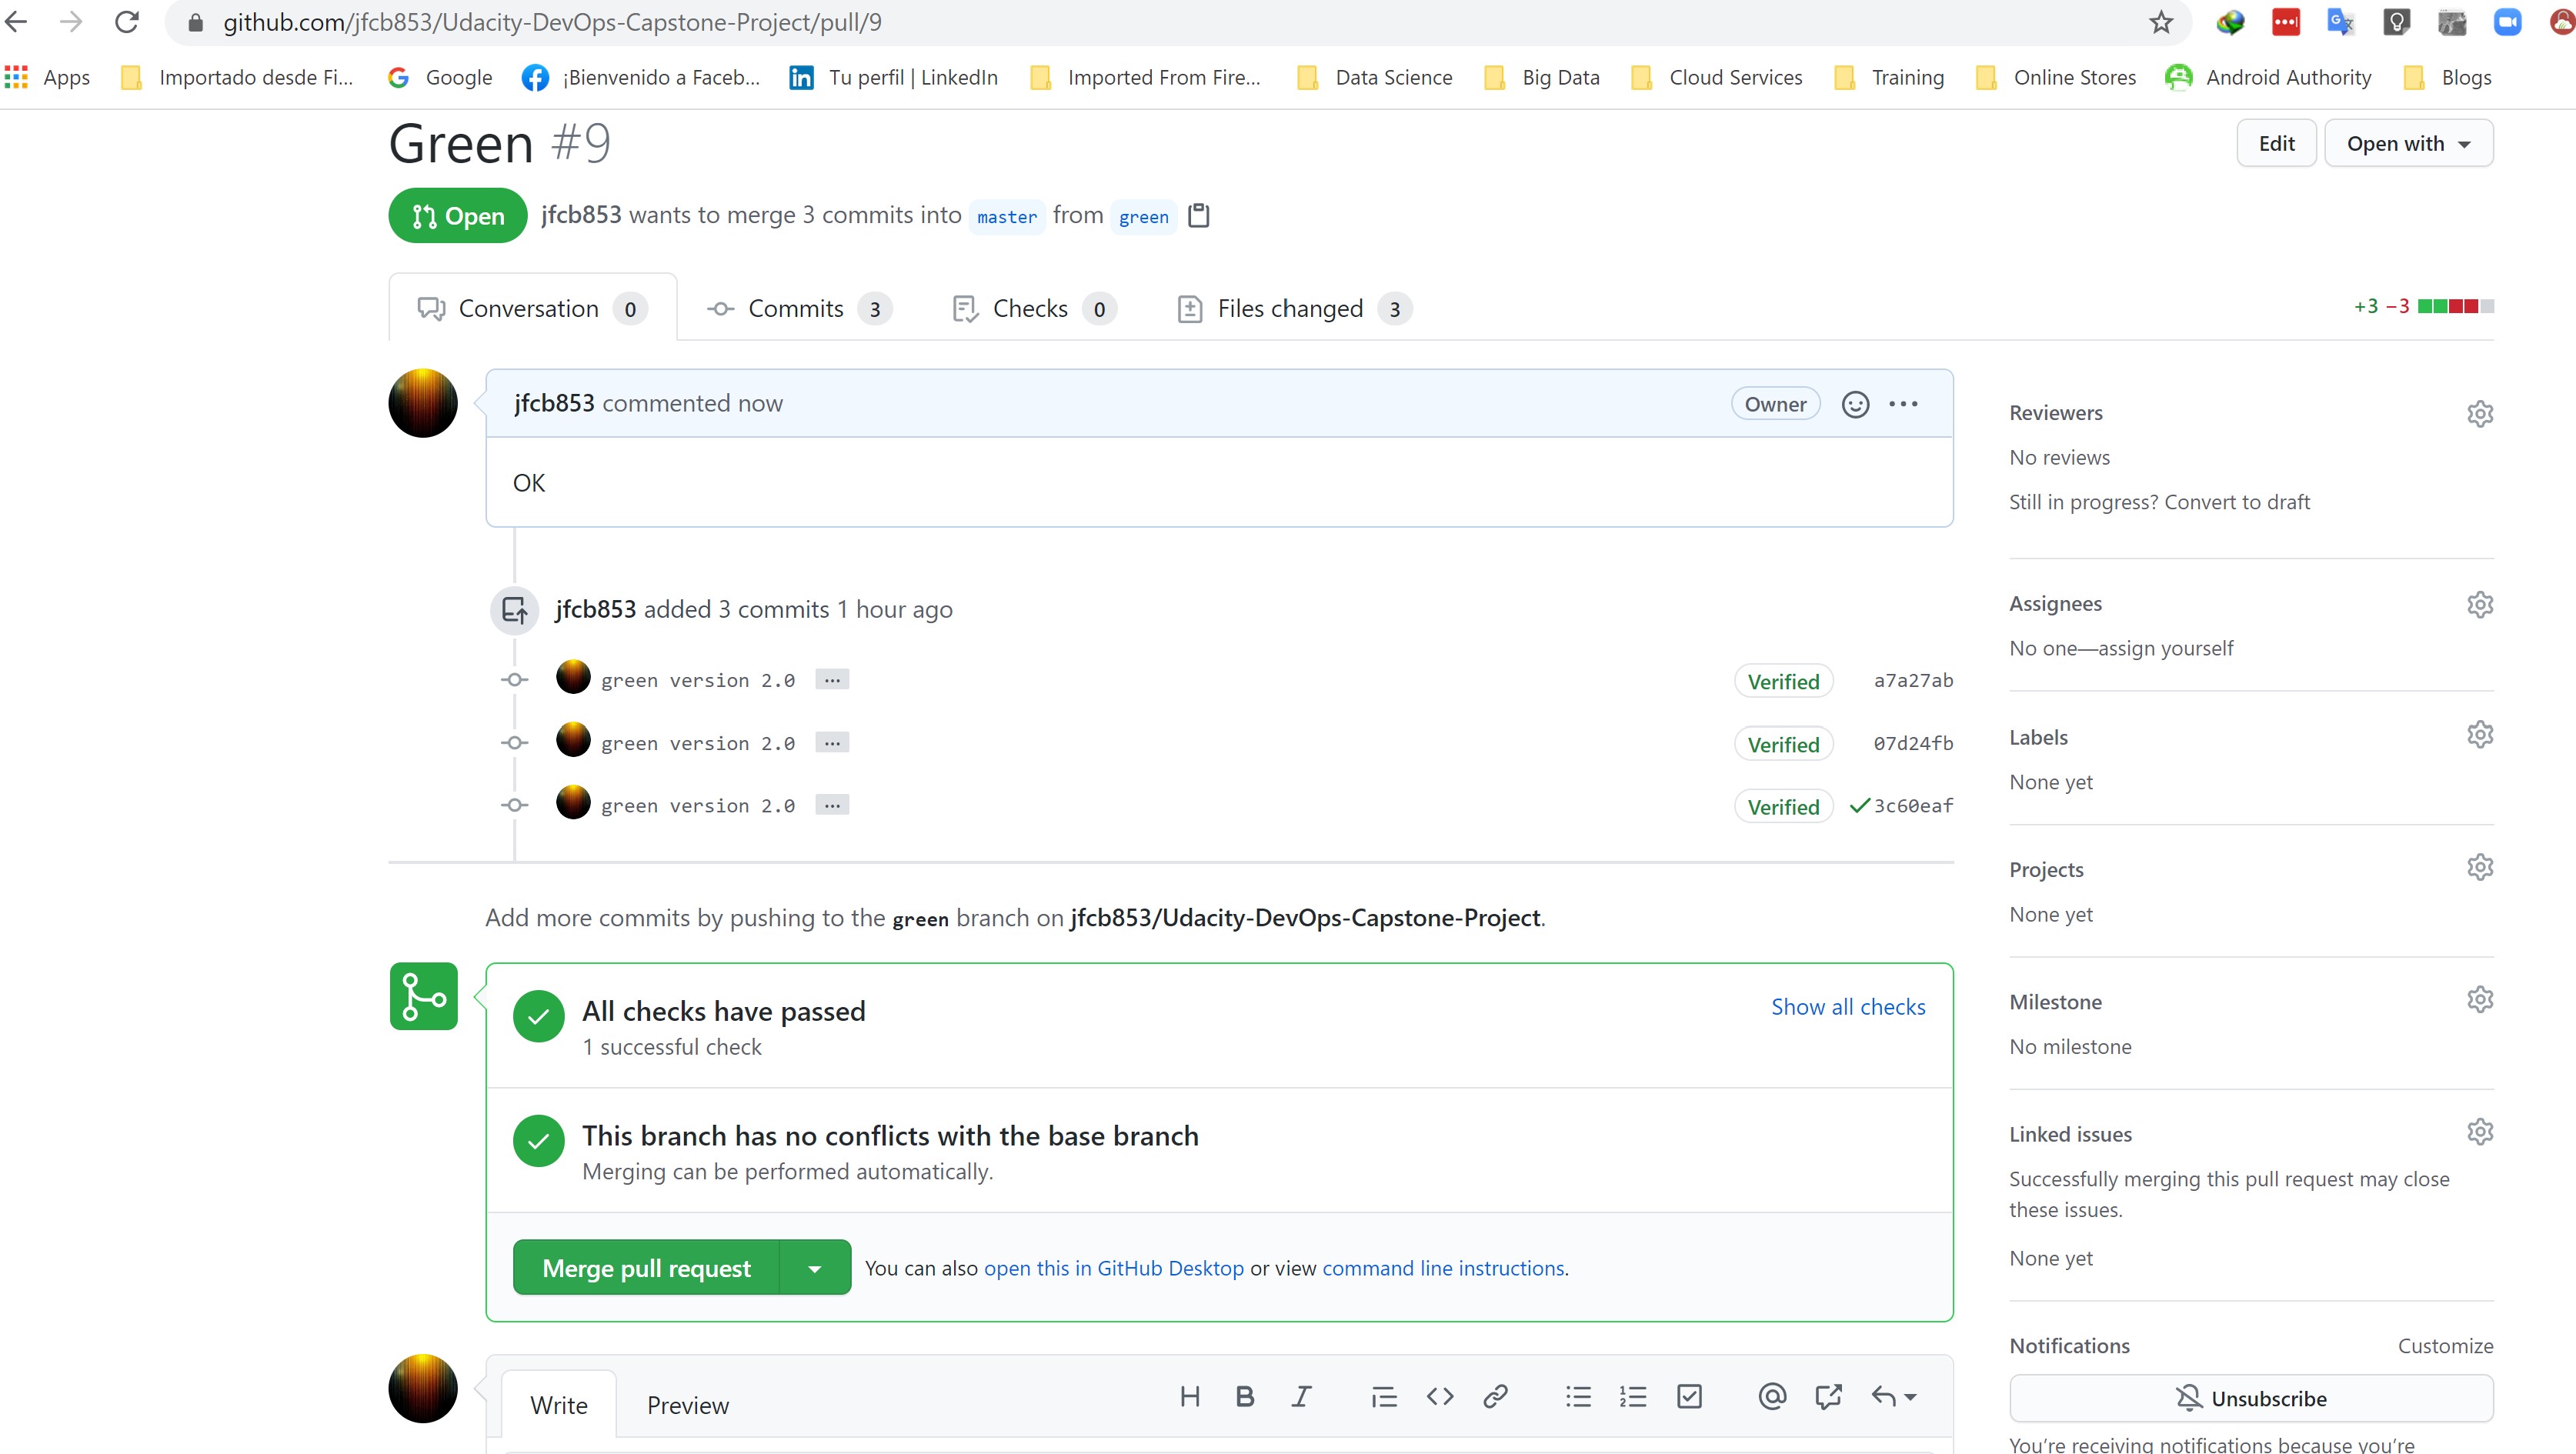 github.com/jfcb853/Udacity-DevOps-Capstone-Project/pull/9
Apps Importado desde Fi... Google ¡Bienvenido a Faceb... Tu perfil | LinkedIn Imported From Fire... Data Science Big Data Cloud Services Training Online Stores Android Authority Blogs
Green #9
Edit Open with
Open jfcb853 wants to merge 3 commits into master from green
Conversation 0 Commits 3 Checks 0 Files changed 3 +3 −3
jfcb853 commented now Owner
OK
jfcb853 added 3 commits 1 hour ago
green version 2.0 ... Verified a7a27ab
green version 2.0 ... Verified 07d24fb
green version 2.0 ... Verified 3c60eaf
Add more commits by pushing to the green branch on jfcb853/Udacity-DevOps-Capstone-Project.
All checks have passed
1 successful check
Show all checks
This branch has no conflicts with the base branch
Merging can be performed automatically.
Merge pull request You can also open this in GitHub Desktop or view command line instructions.
Write Preview
Reviewers
No reviews
Still in progress? Convert to draft
Assignees
No one—assign yourself
Labels
None yet
Projects
None yet
Milestone
No milestone
Linked issues
Successfully merging this pull request may close
these issues.
None yet
Notifications Customize
Unsubscribe
You're receiving notifications because you're